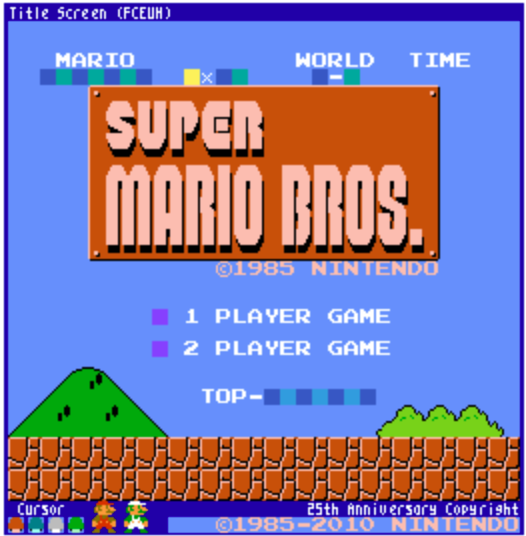 Title Screen (FCEUH)
MARIO WORLD TIME
x -
SUPER
MARIO BROS.
©1985 NINTENDO
1 PLAYER GAME
2 PLAYER GAME
TOP-
Cursor 25th Anniversary Copyright
©1985-2010 NINTENDO